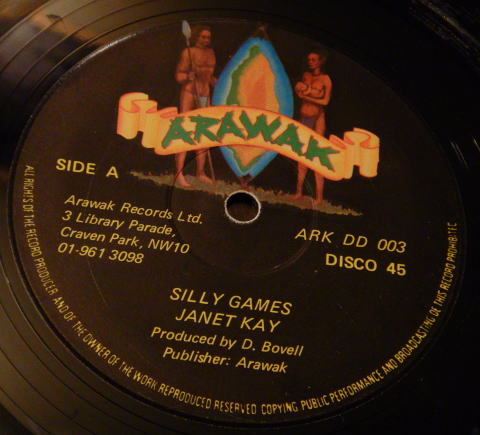 ARAWAK
SIDE A
Arawak Records Ltd.
3 Library Parade,
Craven Park, NW10
01-961 3098
ARK DD 003
DISCO 45
SILLY GAMES
JANET KAY
Produced by D. Bovell
Publisher: Arawak
ALL RIGHTS OF THE RECORD PRODUCER AND OF THE OWNER OF THE WORK REPRODUCED RESERVED COPYING PUBLIC PERFORMANCE AND BROADCASTING OF THIS RECORD PROHIBITE